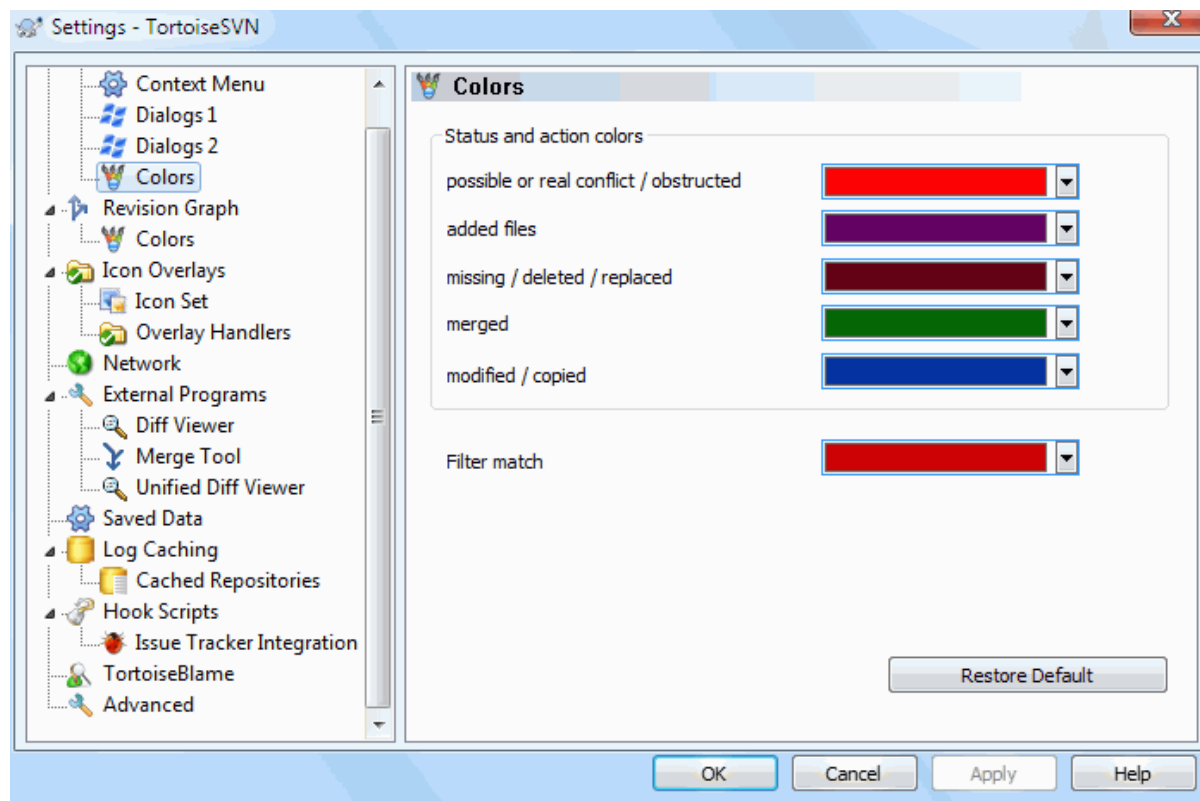 Settings - TortoiseSVN
Context Menu
Dialogs 1
Dialogs 2
Colors
Revision Graph
Colors
Icon Overlays
Icon Set
Overlay Handlers
Network
External Programs
Diff Viewer
Merge Tool
Unified Diff Viewer
Saved Data
Log Caching
Cached Repositories
Hook Scripts
Issue Tracker Integration
TortoiseBlame
Advanced
Colors
Status and action colors
possible or real conflict / obstructed
added files
missing / deleted / replaced
merged
modified / copied
Filter match
Restore Default
OK Cancel Apply Help